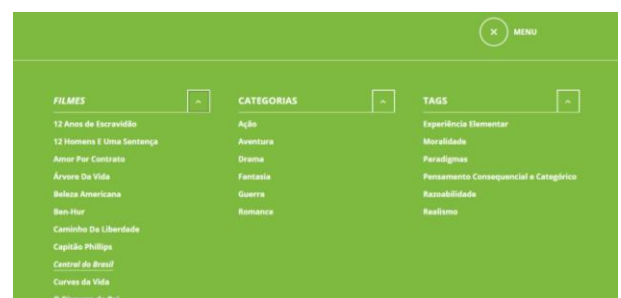 MENU
FILMES
12 Anos de Escravidão
12 Homens E Uma Sentença
Amor Por Contrato
Árvore Da Vida
Beleza Americana
Ben-Hur
Caminho Da Liberdade
Capitão Phillips
Central do Brasil
Curvas da Vida
CATEGORIAS
Ação
Aventura
Drama
Fantasia
Guerra
Romance
TAGS
Experiência Elementar
Moralidade
Paradigmas
Pensamento Consequencial e Categórico
Razoabilidade
Realismo